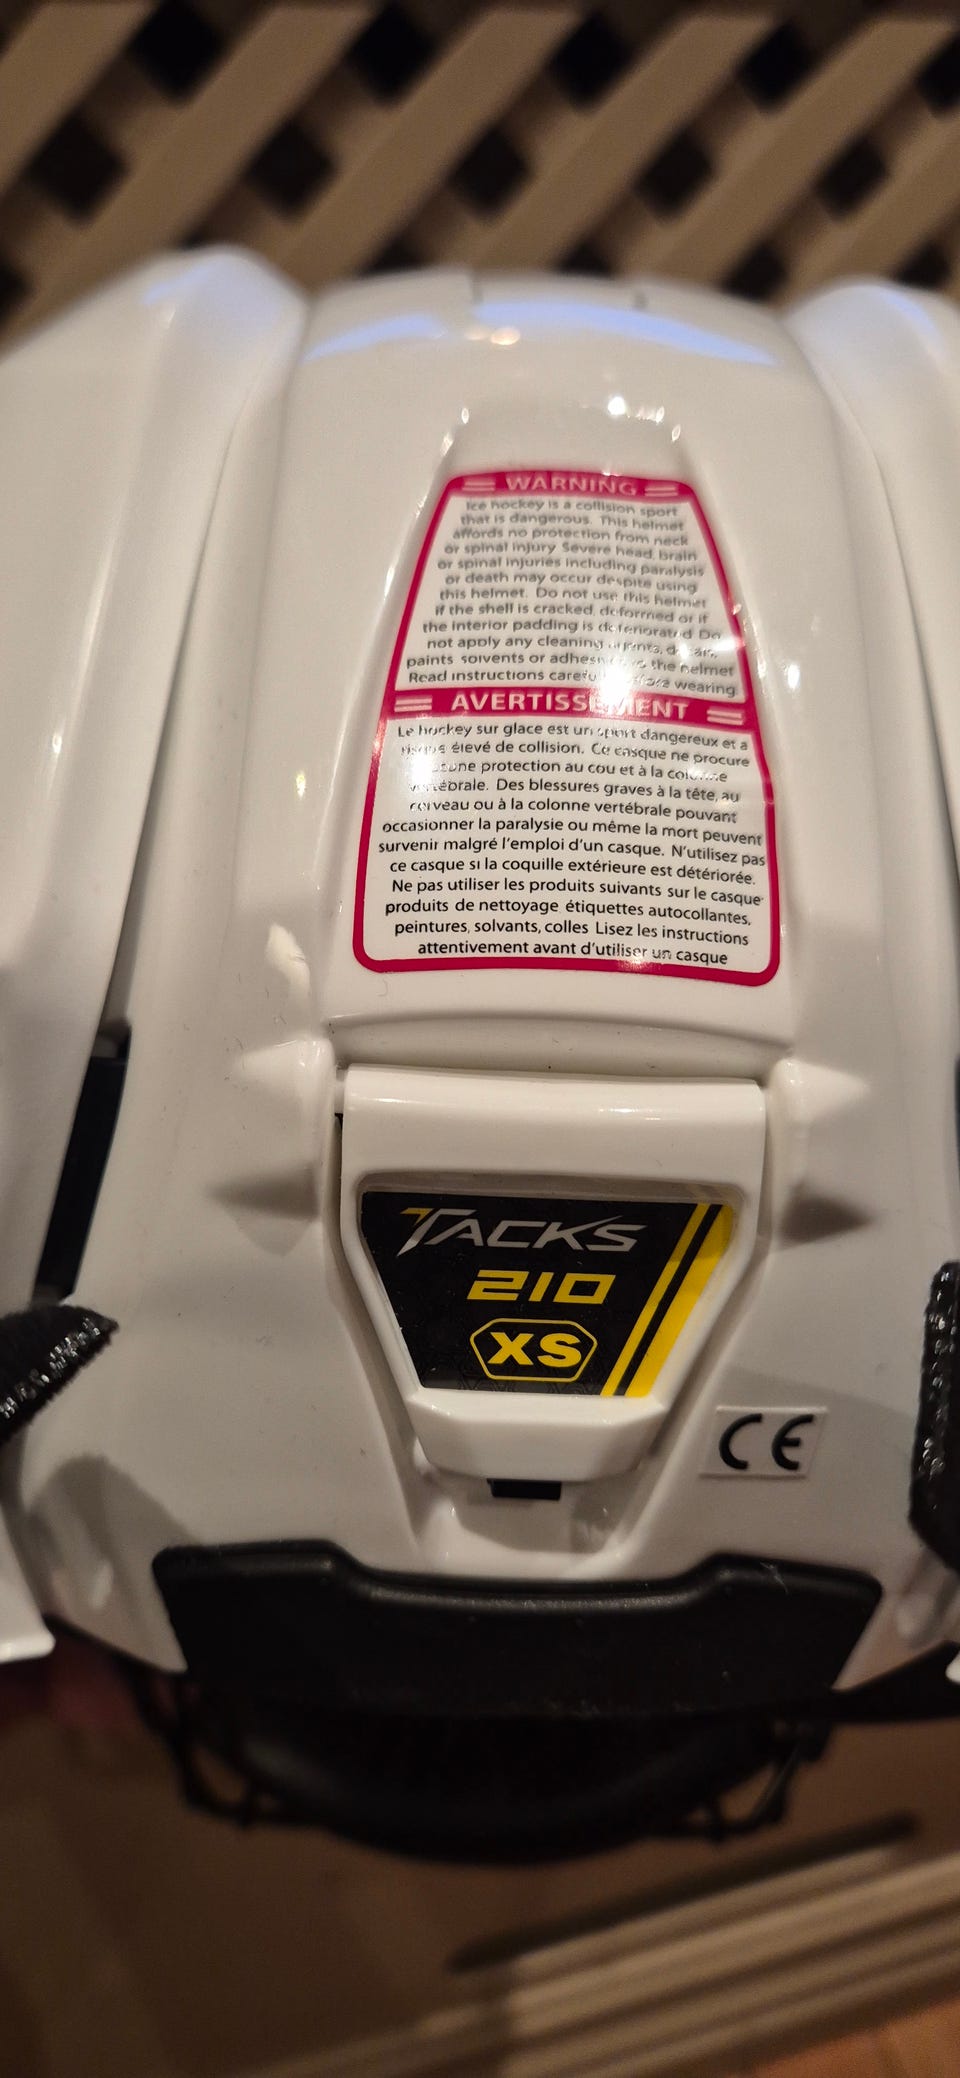 WARNING
Ice hockey is a collision sport
that is dangerous. This helmet
affords no protection from neck
or spinal injury Severe head, brain
or spinal injuries including paralysis
or death may occur despite using
this helmet. Do not use this helmet
if the shell is cracked, deformed or if
the interior padding is deteriorated Do
not apply any cleaning agents,
paints solvents or the helmet
Read instructions wearing.
AVERTISSEMENT
Le hockey sur glace est un sport dangereux et a
risque élevé de collision. Ce casque ne procure
protection au cou et à la colonne
vertébrale. Des blessures graves à la tête, au
cerveau ou à la colonne vertébrale pouvant
occasionner la paralysie ou même la mort peuvent
survenir malgré l'emploi d'un casque. N'utilisez pas
ce casque si la coquille extérieure est détériorée.
Ne pas utiliser les produits suivants sur le casque
produits de nettoyage étiquettes autocollantes,
peintures, solvants, colles Lisez les instructions
attentivement avant d'utiliser un casque
TACKS
210
XS
CE